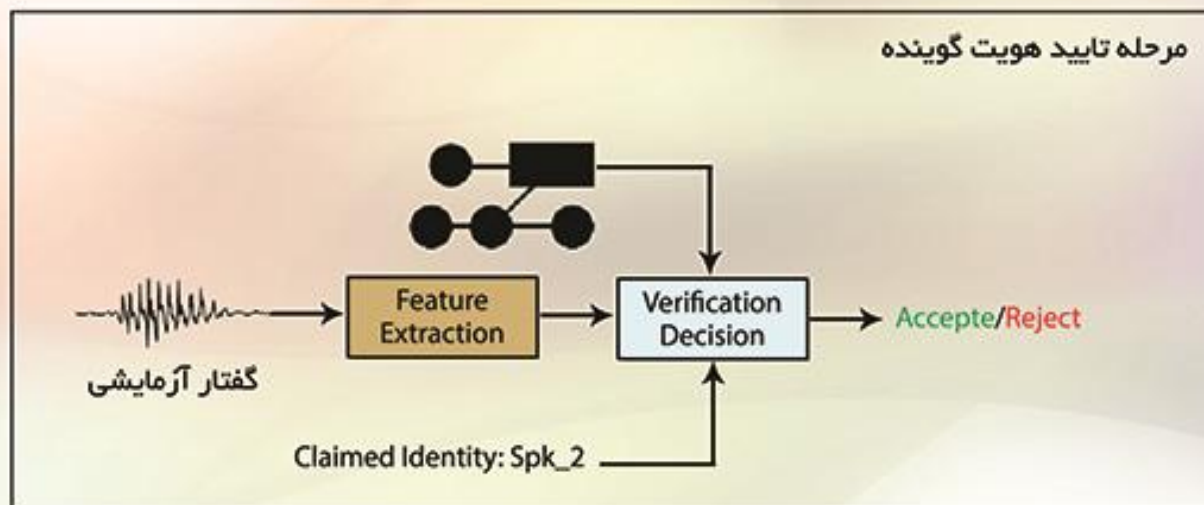 مرحله تایید هویت گوینده
Feature
Extraction
Verification
Decision
Accepte/Reject
گفتار آزمایشی
Claimed Identity: Spk_2